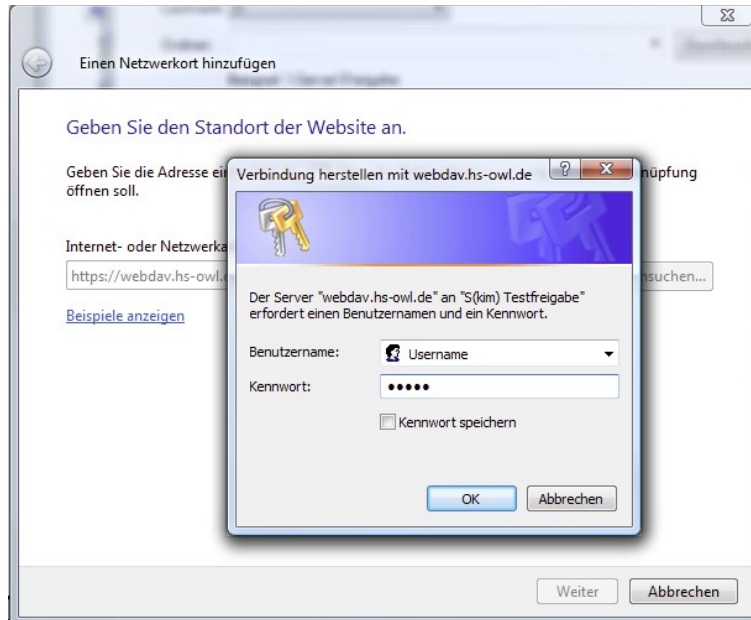 Einen Netzwerkort hinzufügen
Geben Sie den Standort der Website an.
Geben Sie die Adresse ei nüpfung
öffnen soll.
Internet- oder Netzwerka
https://webdav.hs-owl.d nsuchen...
Beispiele anzeigen
Verbindung herstellen mit webdav.hs-owl.de
Der Server "webdav.hs-owl.de" an "S(kim) Testfreigabe"
erfordert einen Benutzernamen und ein Kennwort.
Benutzername: Username
Kennwort: •••••
Kennwort speichern
OK Abbrechen
Weiter Abbrechen